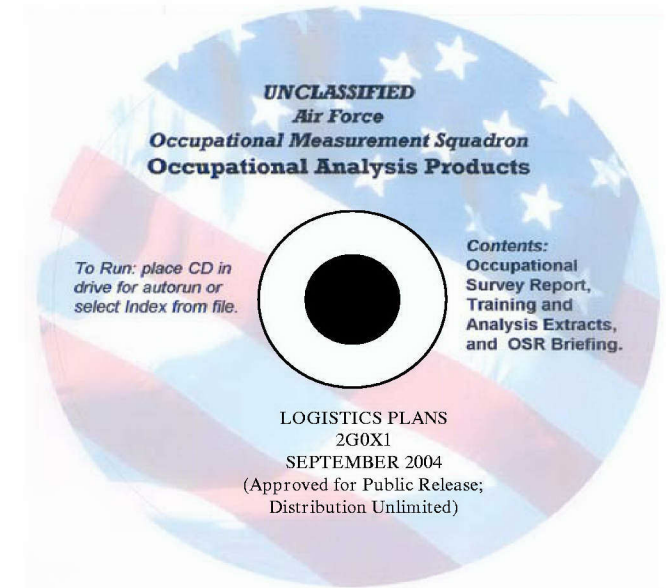 UNCLASSIFIED
Air Force
Occupational Measurement Squadron
Occupational Analysis Products
To Run: place CD in
drive for autorun or
select Index from file.
Contents:
Occupational
Survey Report,
Training and
Analysis Extracts,
and OSR Briefing.
LOGISTICS PLANS
2G0X1
SEPTEMBER 2004
(Approved for Public Release;
Distribution Unlimited)